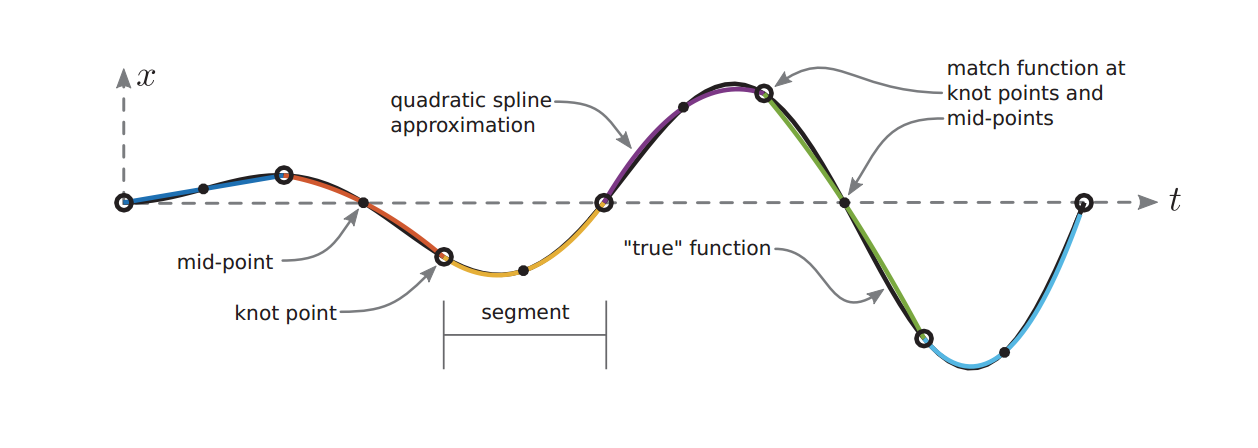 x
match function at
knot points and
mid-points
quadratic spline
approximation
t
"true" function
mid-point
knot point
segment